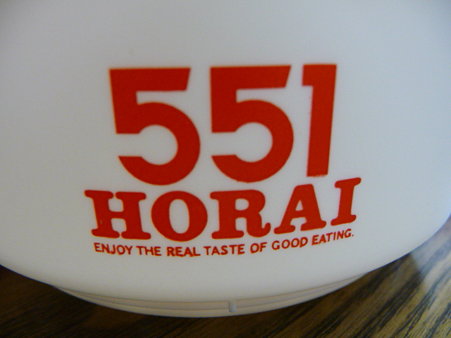 551
HORAI
ENJOY THE REAL TASTE OF GOOD EATING.